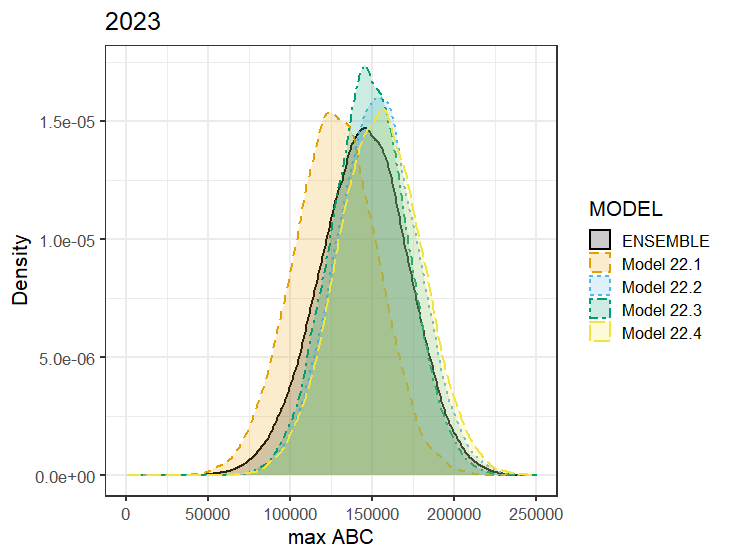 2023
Density
1.5e-05
1.0e-05
5.0e-06
0.0e+00
0
50000
100000
150000
200000
250000
max ABC
MODEL
ENSEMBLE
Model 22.1
Model 22.2
Model 22.3
Model 22.4